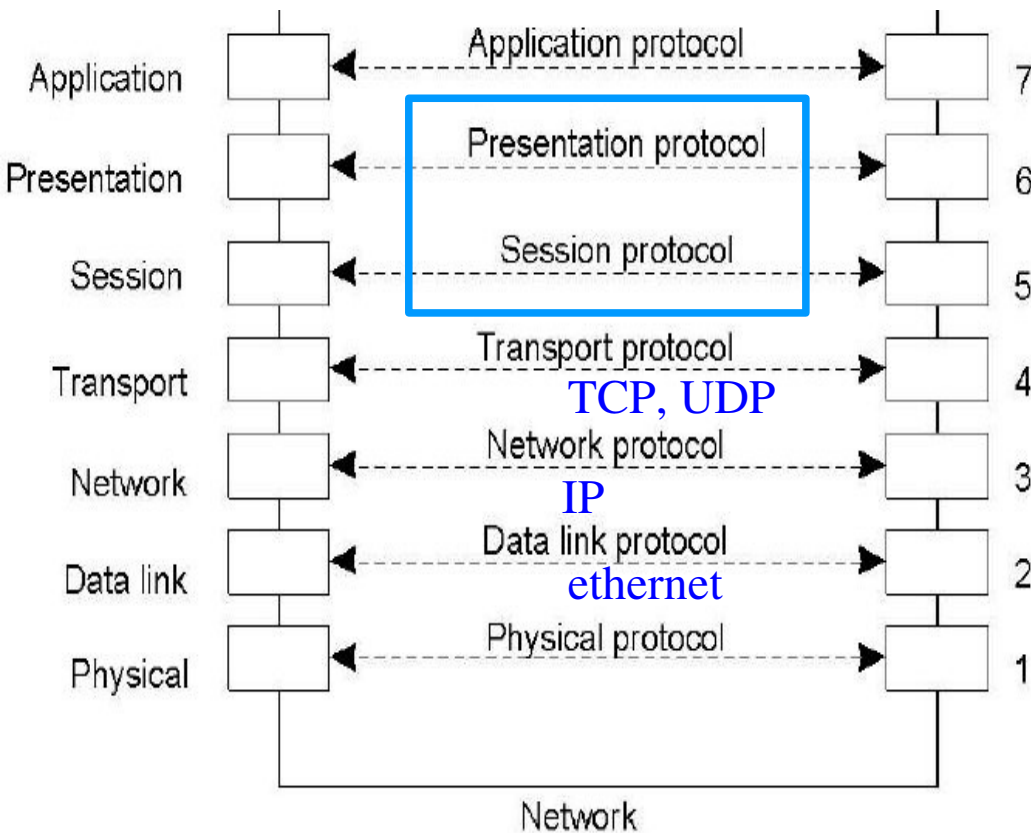 Application protocol
Application
7
Presentation protocol
Presentation
6
Session protocol
Session
5
Transport protocol
Transport
TCP, UDP
4
Network protocol
Network
IP
3
Data link protocol
Data link
ethernet
2
Physical protocol
Physical
1
Network